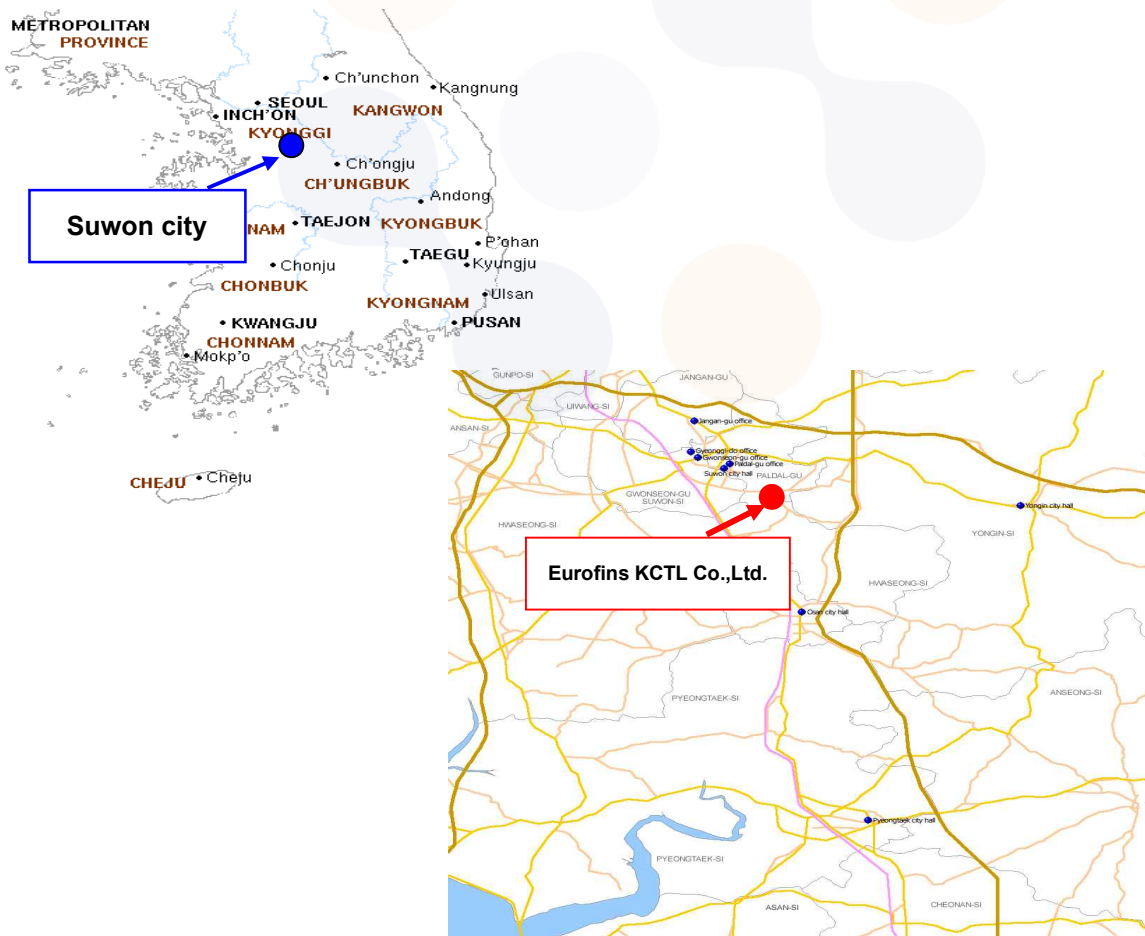 METROPOLITAN
PROVINCE
Ch'unchon
Kangnung
SEOUL
INCH'ON
KANGWON
KYONGGI
Ch'ongju
CH'UNGBUK
Andong
Suwon city
NAM
TAEJON
KYONGBUK
P'ohan
TAEGU
Kyungju
Chonju
CHONBUK
Ulsan
KYONGNAM
KWANGJU
PUSAN
CHONNAM
Mokp'o
CHEJU
Cheju
GUNPO-SI
JANGAN-GU
UIWANG-SI
Jangan-gu office
ANSAN-SI
Gyeonggi-do office
Gwonseon-gu office
Paldal-gu office
Suwon city hall
PALDAL-GU
GWONSEON-GU
SUWON-SI
Yongin city hall
HWASEONG-SI
YONGIN-SI
Eurofins KCTL Co.,Ltd.
HWASEONG-SI
Osan city hall
PYEONGTAEK-SI
ANSEONG-SI
Pyeongtaek city hall
PYEONGTAEK-SI
ASAN-SI
CHEONAN-SI